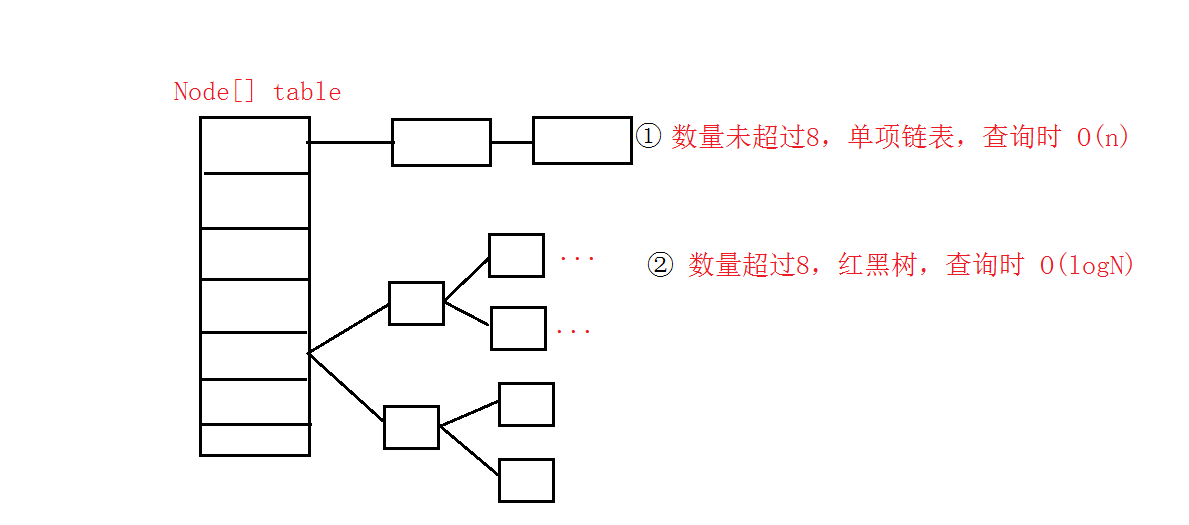 Node[] table
① 数量未超过8，单项链表，查询时 O(n)
...
② 数量超过8，红黑树，查询时 O(logN)
...